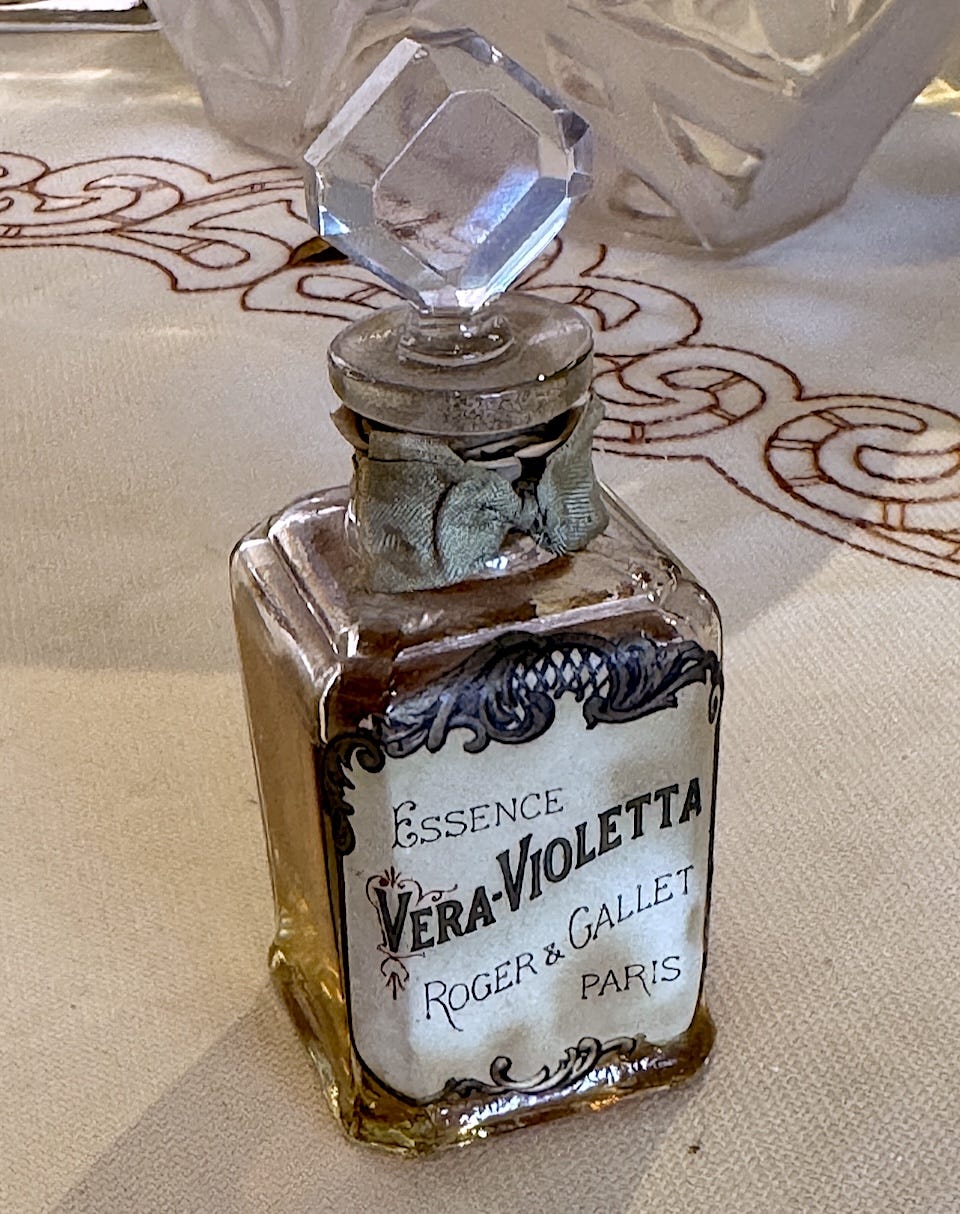 ESSENCE
VERA-VIOLETTA
ROGER & GALLET
PARIS